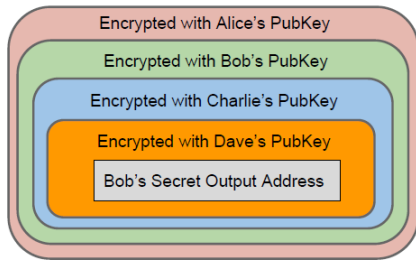 Encrypted with Alice's PubKey
Encrypted with Bob's PubKey
Encrypted with Charlie's PubKey
Encrypted with Dave's PubKey
Bob's Secret Output Address